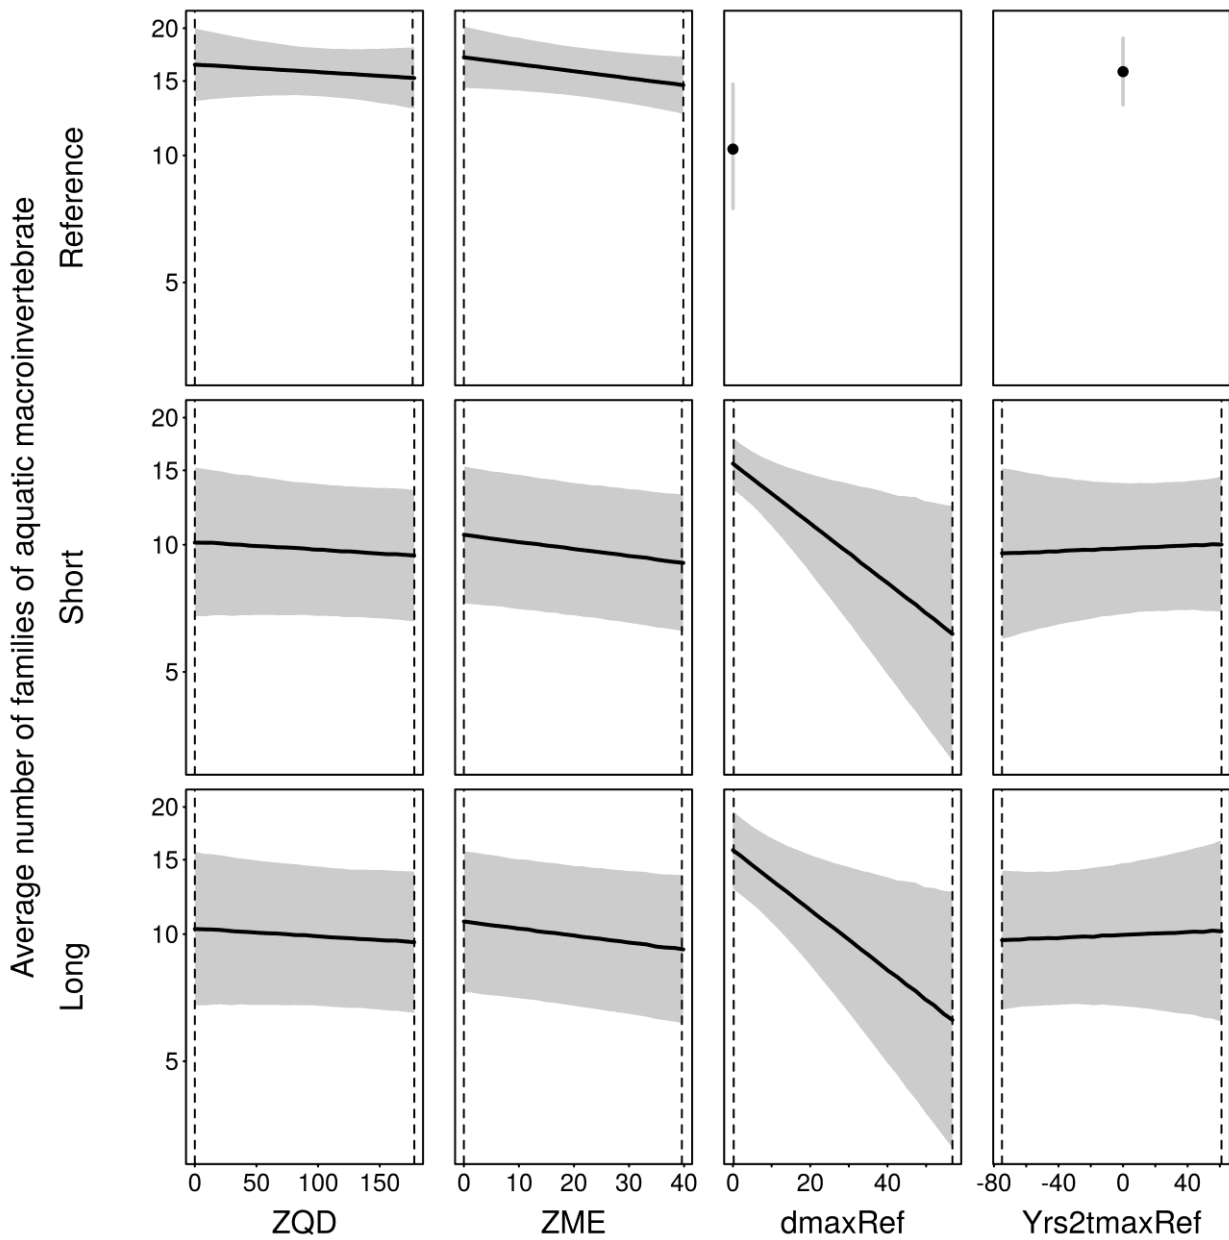 Average number of families of aquatic macroinvertebrate
Reference
20
15
10
5
Short
20
15
10
5
Long
20
15
10
5
0 50 100 150
0 10 20 30 40
0 20 40
-80 -40 0 40
ZQD
ZME
dmaxRef
Yrs2tmaxRef